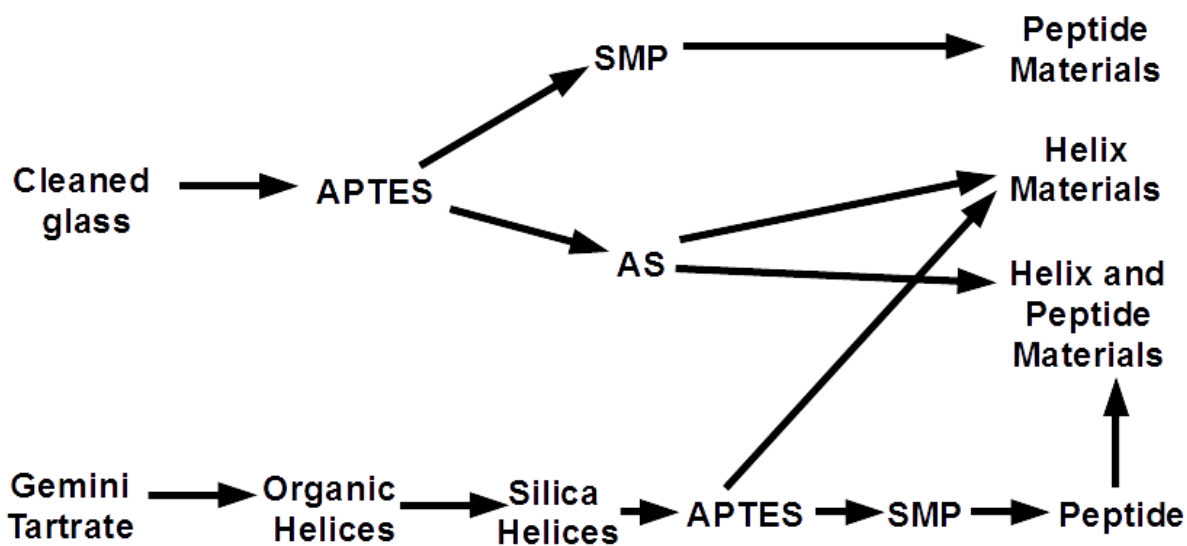 SMP
Peptide
Materials
Cleaned
glass
APTES
AS
Helix
Materials
Helix and
Peptide
Materials
Gemini
Tartrate
Organic
Helices
Silica
Helices
APTES
SMP
Peptide